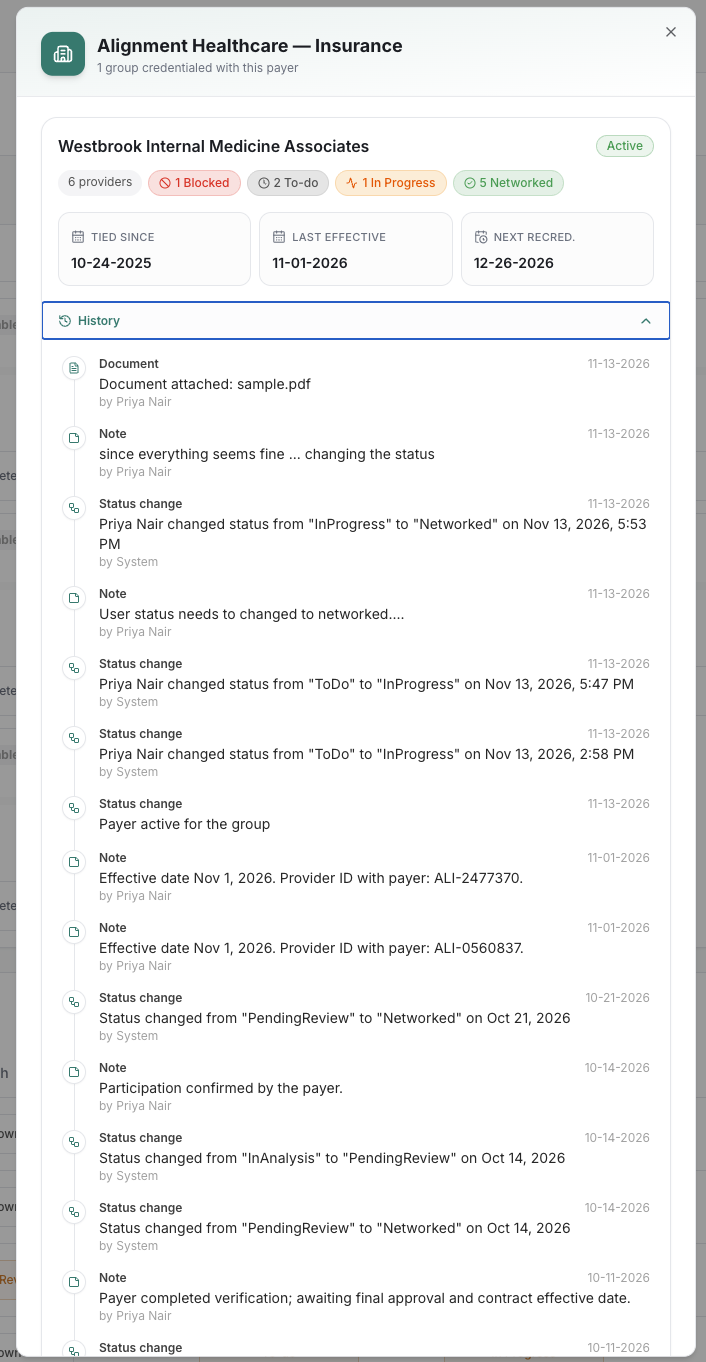 Alignment Healthcare — Insurance
1 group credentialed with this payer
Westbrook Internal Medicine Associates
Active
6 providers
1 Blocked
2 To-do
1 In Progress
5 Networked
TIED SINCE
10-24-2025
LAST EFFECTIVE
11-01-2026
NEXT RECRED.
12-26-2026
History
Document
11-13-2026
Document attached: sample.pdf
by Priya Nair
Note
11-13-2026
since everything seems fine ... changing the status
by Priya Nair
Status change
11-13-2026
Priya Nair changed status from "InProgress" to "Networked" on Nov 13, 2026, 5:53
PM
by System
Note
11-13-2026
User status needs to changed to networked....
by Priya Nair
Status change
11-13-2026
Priya Nair changed status from "ToDo" to "InProgress" on Nov 13, 2026, 5:47 PM
by System
Status change
11-13-2026
Priya Nair changed status from "ToDo" to "InProgress" on Nov 13, 2026, 2:58 PM
by System
Status change
11-13-2026
Payer active for the group
Note
11-01-2026
Effective date Nov 1, 2026. Provider ID with payer: ALI-2477370.
by Priya Nair
Note
11-01-2026
Effective date Nov 1, 2026. Provider ID with payer: ALI-0560837.
by Priya Nair
Status change
10-21-2026
Status changed from "PendingReview" to "Networked" on Oct 21, 2026
by System
Note
10-14-2026
Participation confirmed by the payer.
by Priya Nair
Status change
10-14-2026
Status changed from "InAnalysis" to "PendingReview" on Oct 14, 2026
by System
Status change
10-14-2026
Status changed from "PendingReview" to "Networked" on Oct 14, 2026
by System
Note
10-11-2026
Payer completed verification; awaiting final approval and contract effective date.
by Priya Nair
Status change
10-11-2026